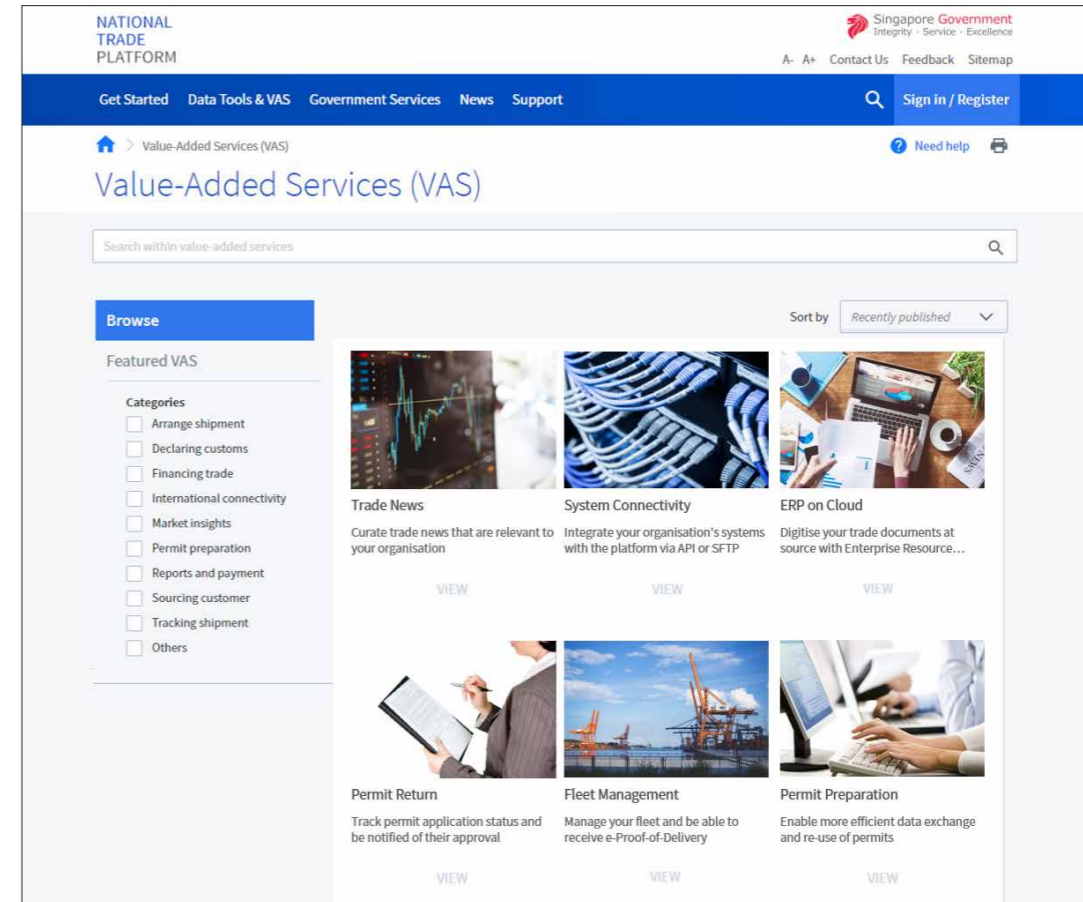 NATIONAL
TRADE
PLATFORM
Singapore Government
Integrity · Service · Excellence
A- A+ Contact Us Feedback Sitemap
Get Started Data Tools & VAS Government Services News Support Sign in / Register
Value-Added Services (VAS) Need help
Value-Added Services (VAS)
Search within value-added services
Browse
Sort by Recently published
Featured VAS
Categories
Arrange shipment
Declaring customs
Financing trade
International connectivity
Market insights
Permit preparation
Reports and payment
Sourcing customer
Tracking shipment
Others
Trade News
Curate trade news that are relevant to
your organisation
VIEW
System Connectivity
Integrate your organisation's systems
with the platform via API or SFTP
VIEW
ERP on Cloud
Digitise your trade documents at
source with Enterprise Resource...
VIEW
NEWS
Permit Return
Track permit application status and
be notified of their approval
VIEW
Fleet Management
Manage your fleet and be able to
receive e-Proof-of-Delivery
VIEW
Permit Preparation
Enable more efficient data exchange
and re-use of permits
VIEW